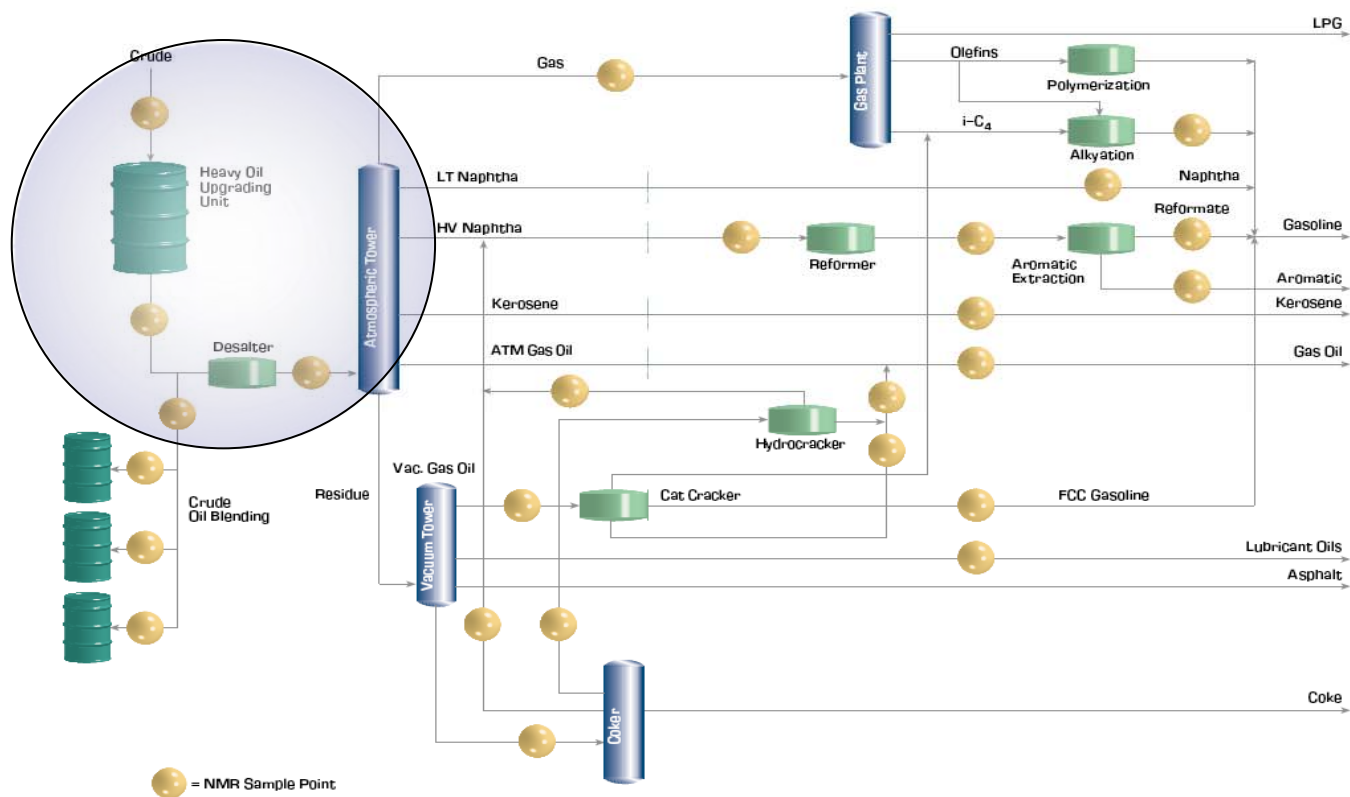 Crude
Heavy Oil
Upgrading
Unit
Desalter
Crude
Oil Blending
Atmospheric Tower
Gas
LT Naphtha
HV Naphtha
Kerosene
ATM Gas Oil
Residue
Vac. Gas Oil
Vacuum Tower
Cat Cracker
Hydrocracker
Coker
Reformer
Gas Plant
Olefins
Polymerization
i-C4
Alkyation
Naphtha
Reformate
Aromatic
Extraction
FCC Gasoline
LPG
Gasoline
Aromatic
Kerosene
Gas Oil
Lubricant Oils
Asphalt
Coke
= NMR Sample Point